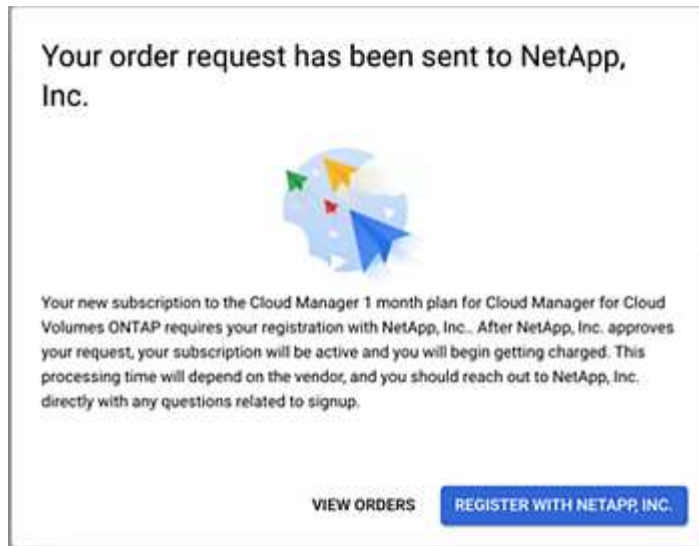 Your order request has been sent to NetApp,
Inc.
Your new subscription to the Cloud Manager 1 month plan for Cloud Manager for Cloud
Volumes ONTAP requires your registration with NetApp, Inc.. After NetApp, Inc. approves
your request, your subscription will be active and you will begin getting charged. This
processing time will depend on the vendor, and you should reach out to NetApp, Inc.
directly with any questions related to signup.
VIEW ORDERS REGISTER WITH NETAPP, INC.